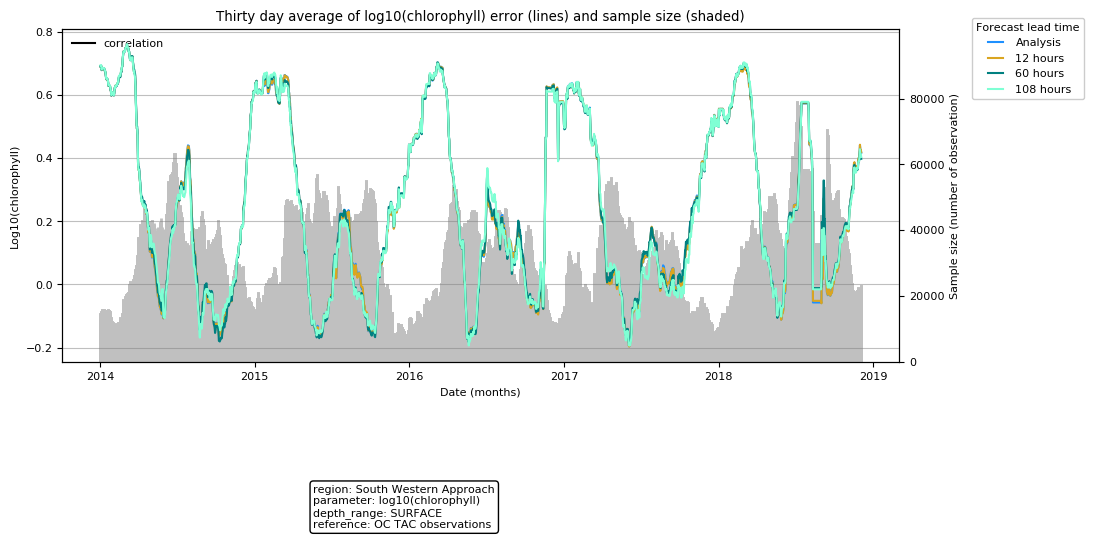 Thirty day average of log10(chlorophyll) error (lines) and sample size (shaded)
correlation
Log10(chlorophyll)
0.8
0.6
0.4
0.2
0.0
−0.2
2014
2015
2016
2017
2018
2019
Date (months)
80000
60000
40000
20000
0
Sample size (number of observation)
Forecast lead time
Analysis
12 hours
60 hours
108 hours
region: South Western Approach
parameter: log10(chlorophyll)
depth_range: SURFACE
reference: OC TAC observations